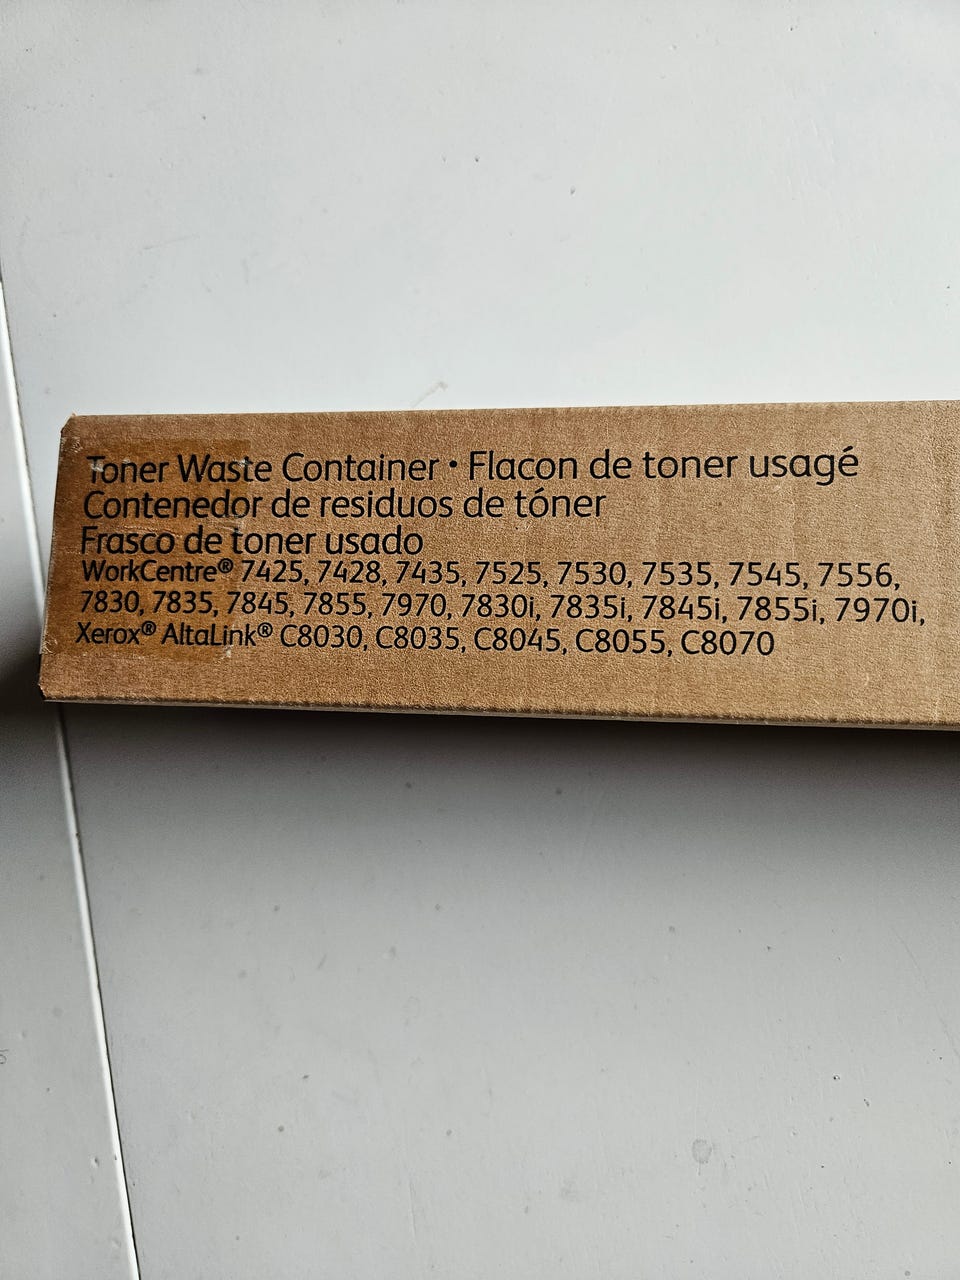 Toner Waste Container • Flacon de toner usagé
Contenedor de residuos de tóner
Frasco de toner usado
WorkCentre® 7425, 7428, 7435, 7525, 7530, 7535, 7545, 7556,
7830, 7835, 7845, 7855, 7970, 7830i, 7835i, 7845i, 7855i, 7970i,
Xerox® AltaLink® C8030, C8035, C8045, C8055, C8070